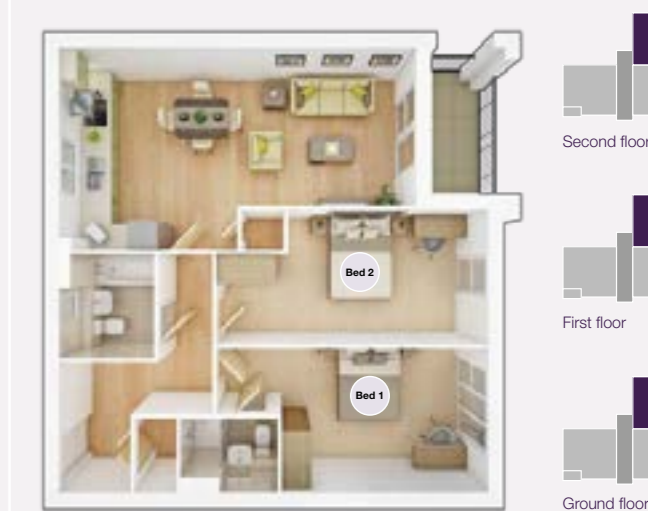 Second floor
Bed 2
First floor
Bed 1
Ground floor